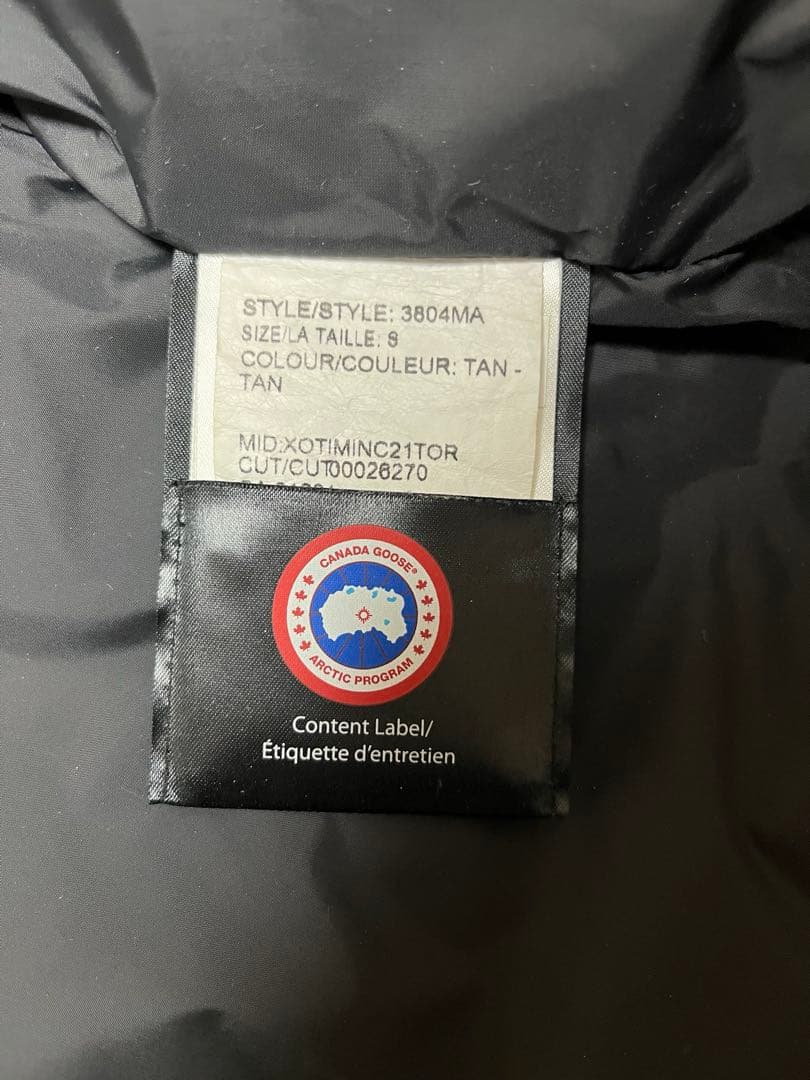 STYLE/STYLE: 3804MA
SIZE/LA TAILLE: S
COLOUR/COULEUR: TAN -
TAN
MID:XOTIMINC21TOR
CUT/CUT00026270
CANADA GOOSE®
ARCTIC PROGRAM
Content Label/
Étiquette d'entretien